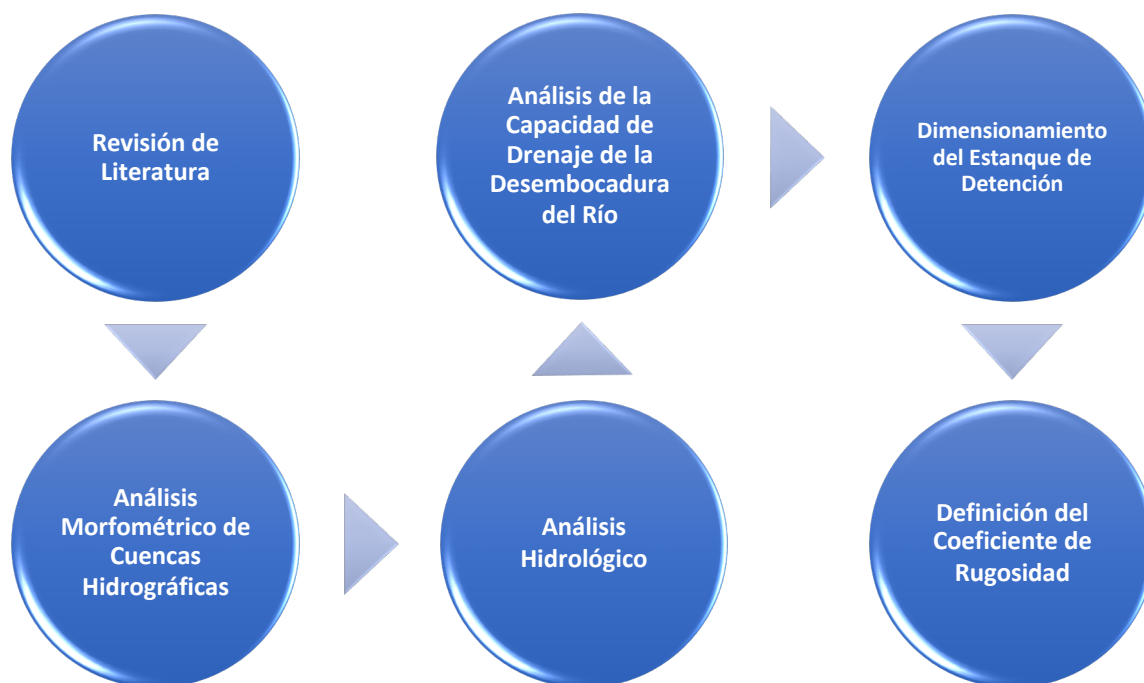 Revisión de
Literatura
Análisis
Morfométrico de
Cuencas
Hidrográficas
Análisis
Hidrológico
Análisis de la
Capacidad de
Drenaje de la
Desembocadura
del Río
Dimensionamiento
del Estanque de
Detención
Definición del
Coeficiente de
Rugosidad